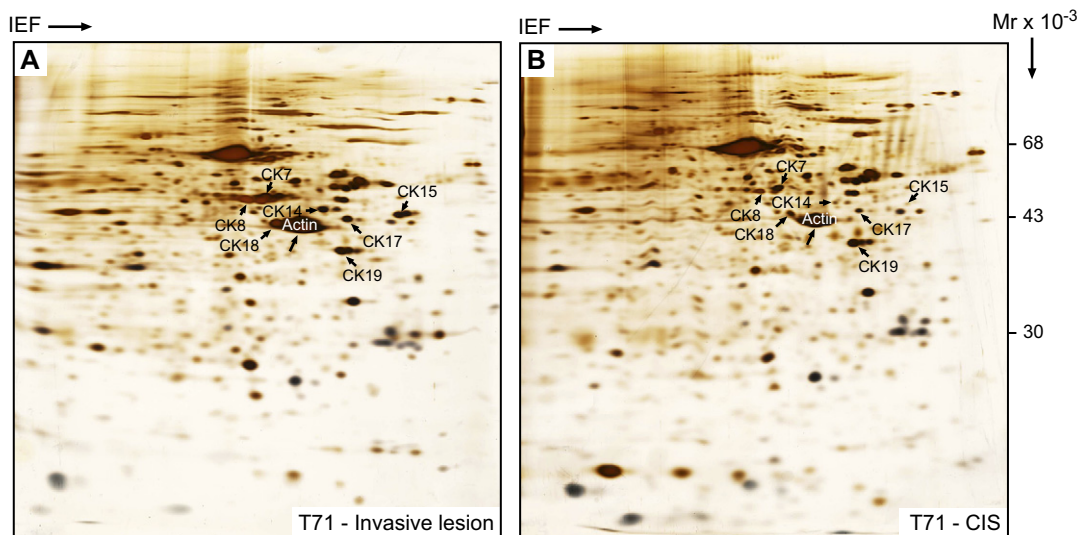 IEF
IEF
Mr x 10-3
A
B
68
CK7
CK14
CK15
CK8
Actin
CK18
CK17
CK19
CK7
CK15
CK14
CK8
Actin
43
CK18
CK17
CK19
30
T71 - Invasive lesion
T71 - CIS